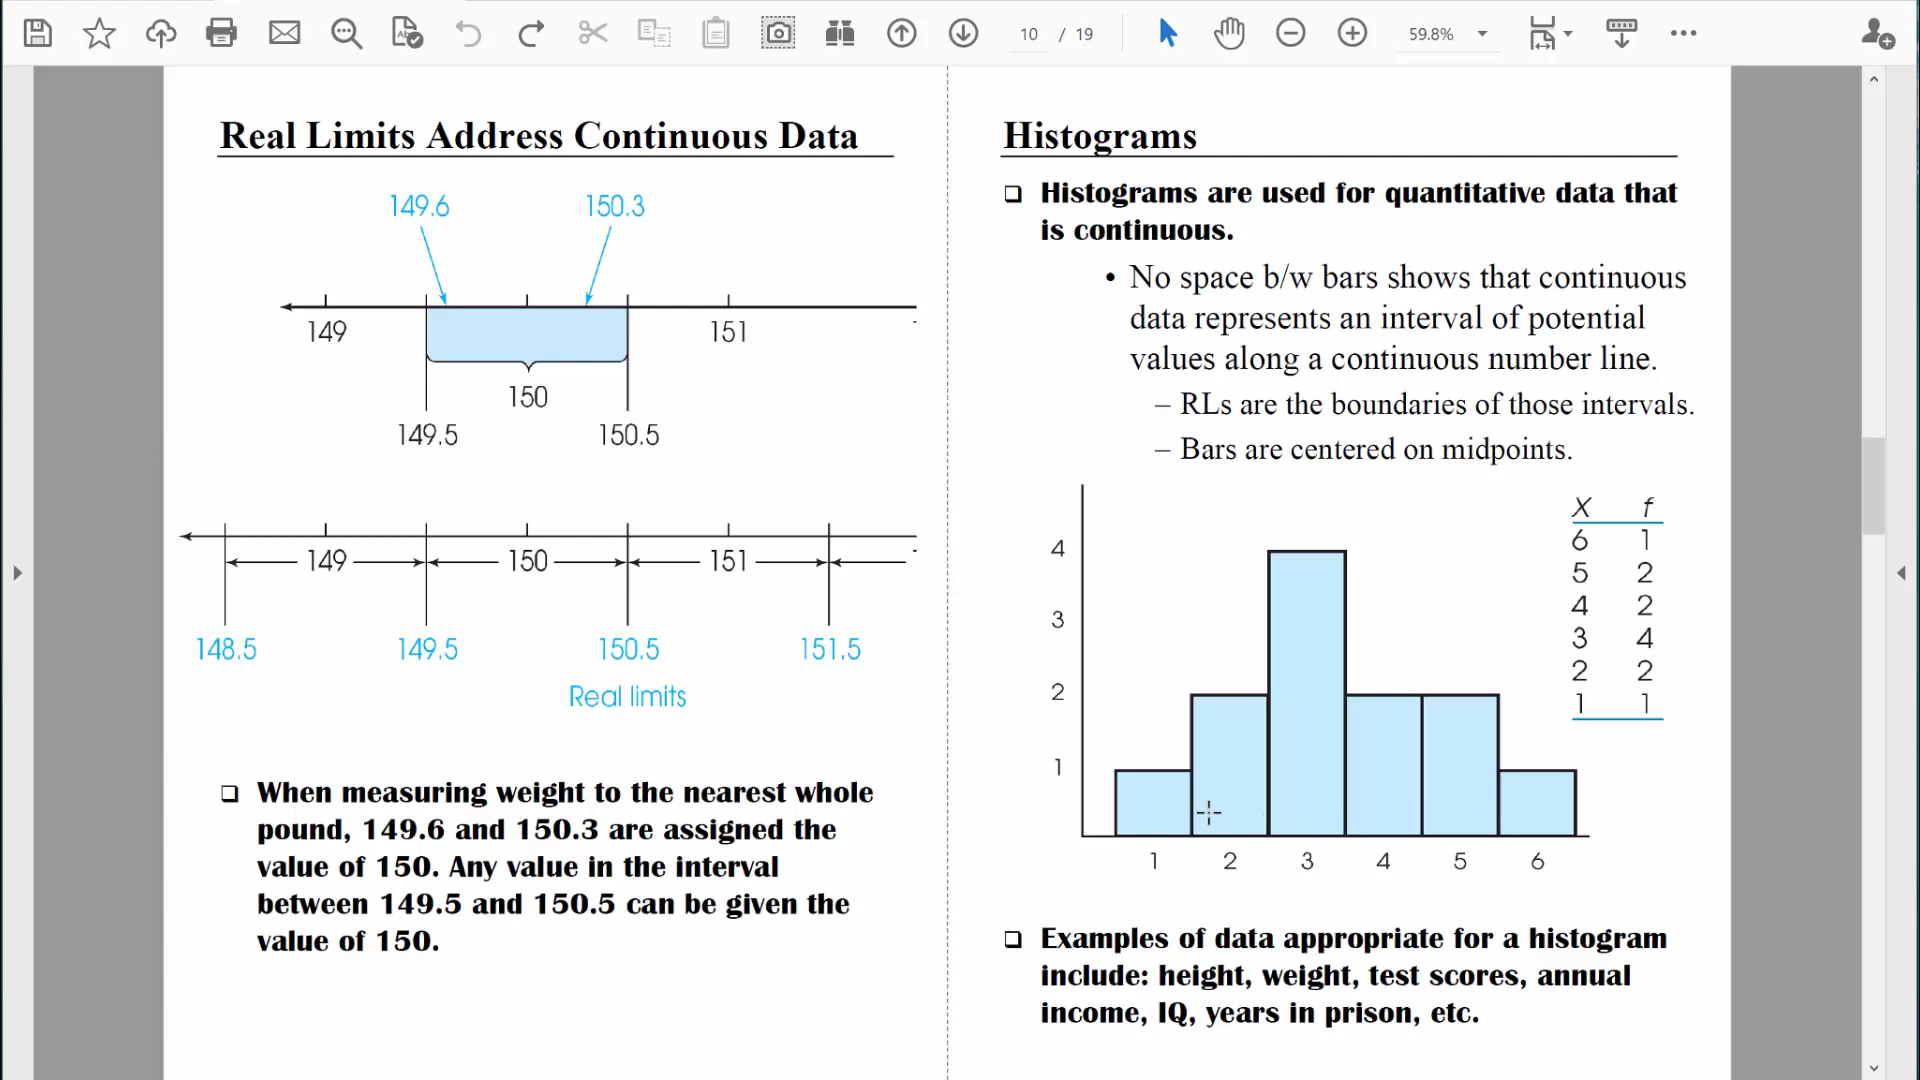 10 / 19
59.8%
Real Limits Address Continuous Data
149.6 150.3
149 151
150
149.5 150.5
149 150 151
148.5 149.5 150.5 151.5
Real limits
When measuring weight to the nearest whole
pound, 149.6 and 150.3 are assigned the
value of 150. Any value in the interval
between 149.5 and 150.5 can be given the
value of 150.
Histograms
Histograms are used for quantitative data that
is continuous.
• No space b/w bars shows that continuous
data represents an interval of potential
values along a continuous number line.
– RLs are the boundaries of those intervals.
– Bars are centered on midpoints.
X f
6 1
5 2
4 2
3 4
2 2
1 1
4
3
2
1
1 2 3 4 5 6
Examples of data appropriate for a histogram
include: height, weight, test scores, annual
income, IQ, years in prison, etc.